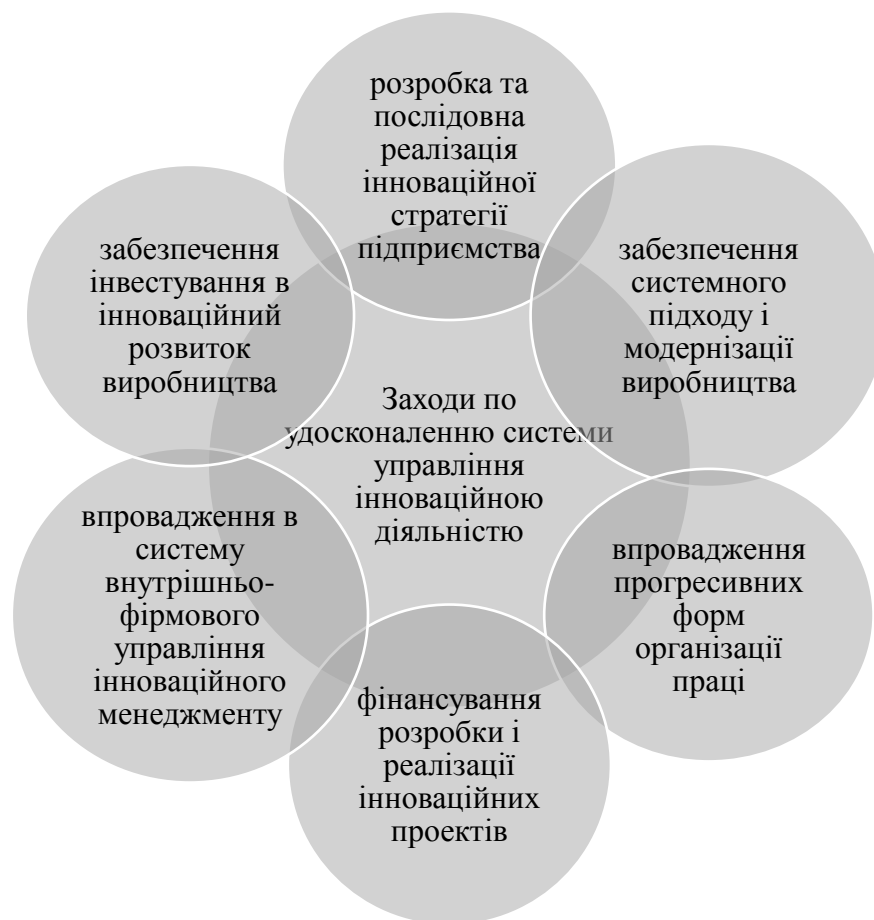 розробка та
послідовна
реалізація
інноваційної
стратегії
підприємства
забезпечення
системного
підходу і
модернізації
виробництва
впровадження
прогресивних
форм
організації
праці
фінансування
розробки і
реалізації
інноваційних
проектів
впровадження в
систему
внутрішньо-
фірмового
управління
інноваційного
менеджменту
забезпечення
інвестування в
інноваційний
розвиток
виробництва
Заходи по
удосконаленню системи
управління
інноваційною
діяльністю